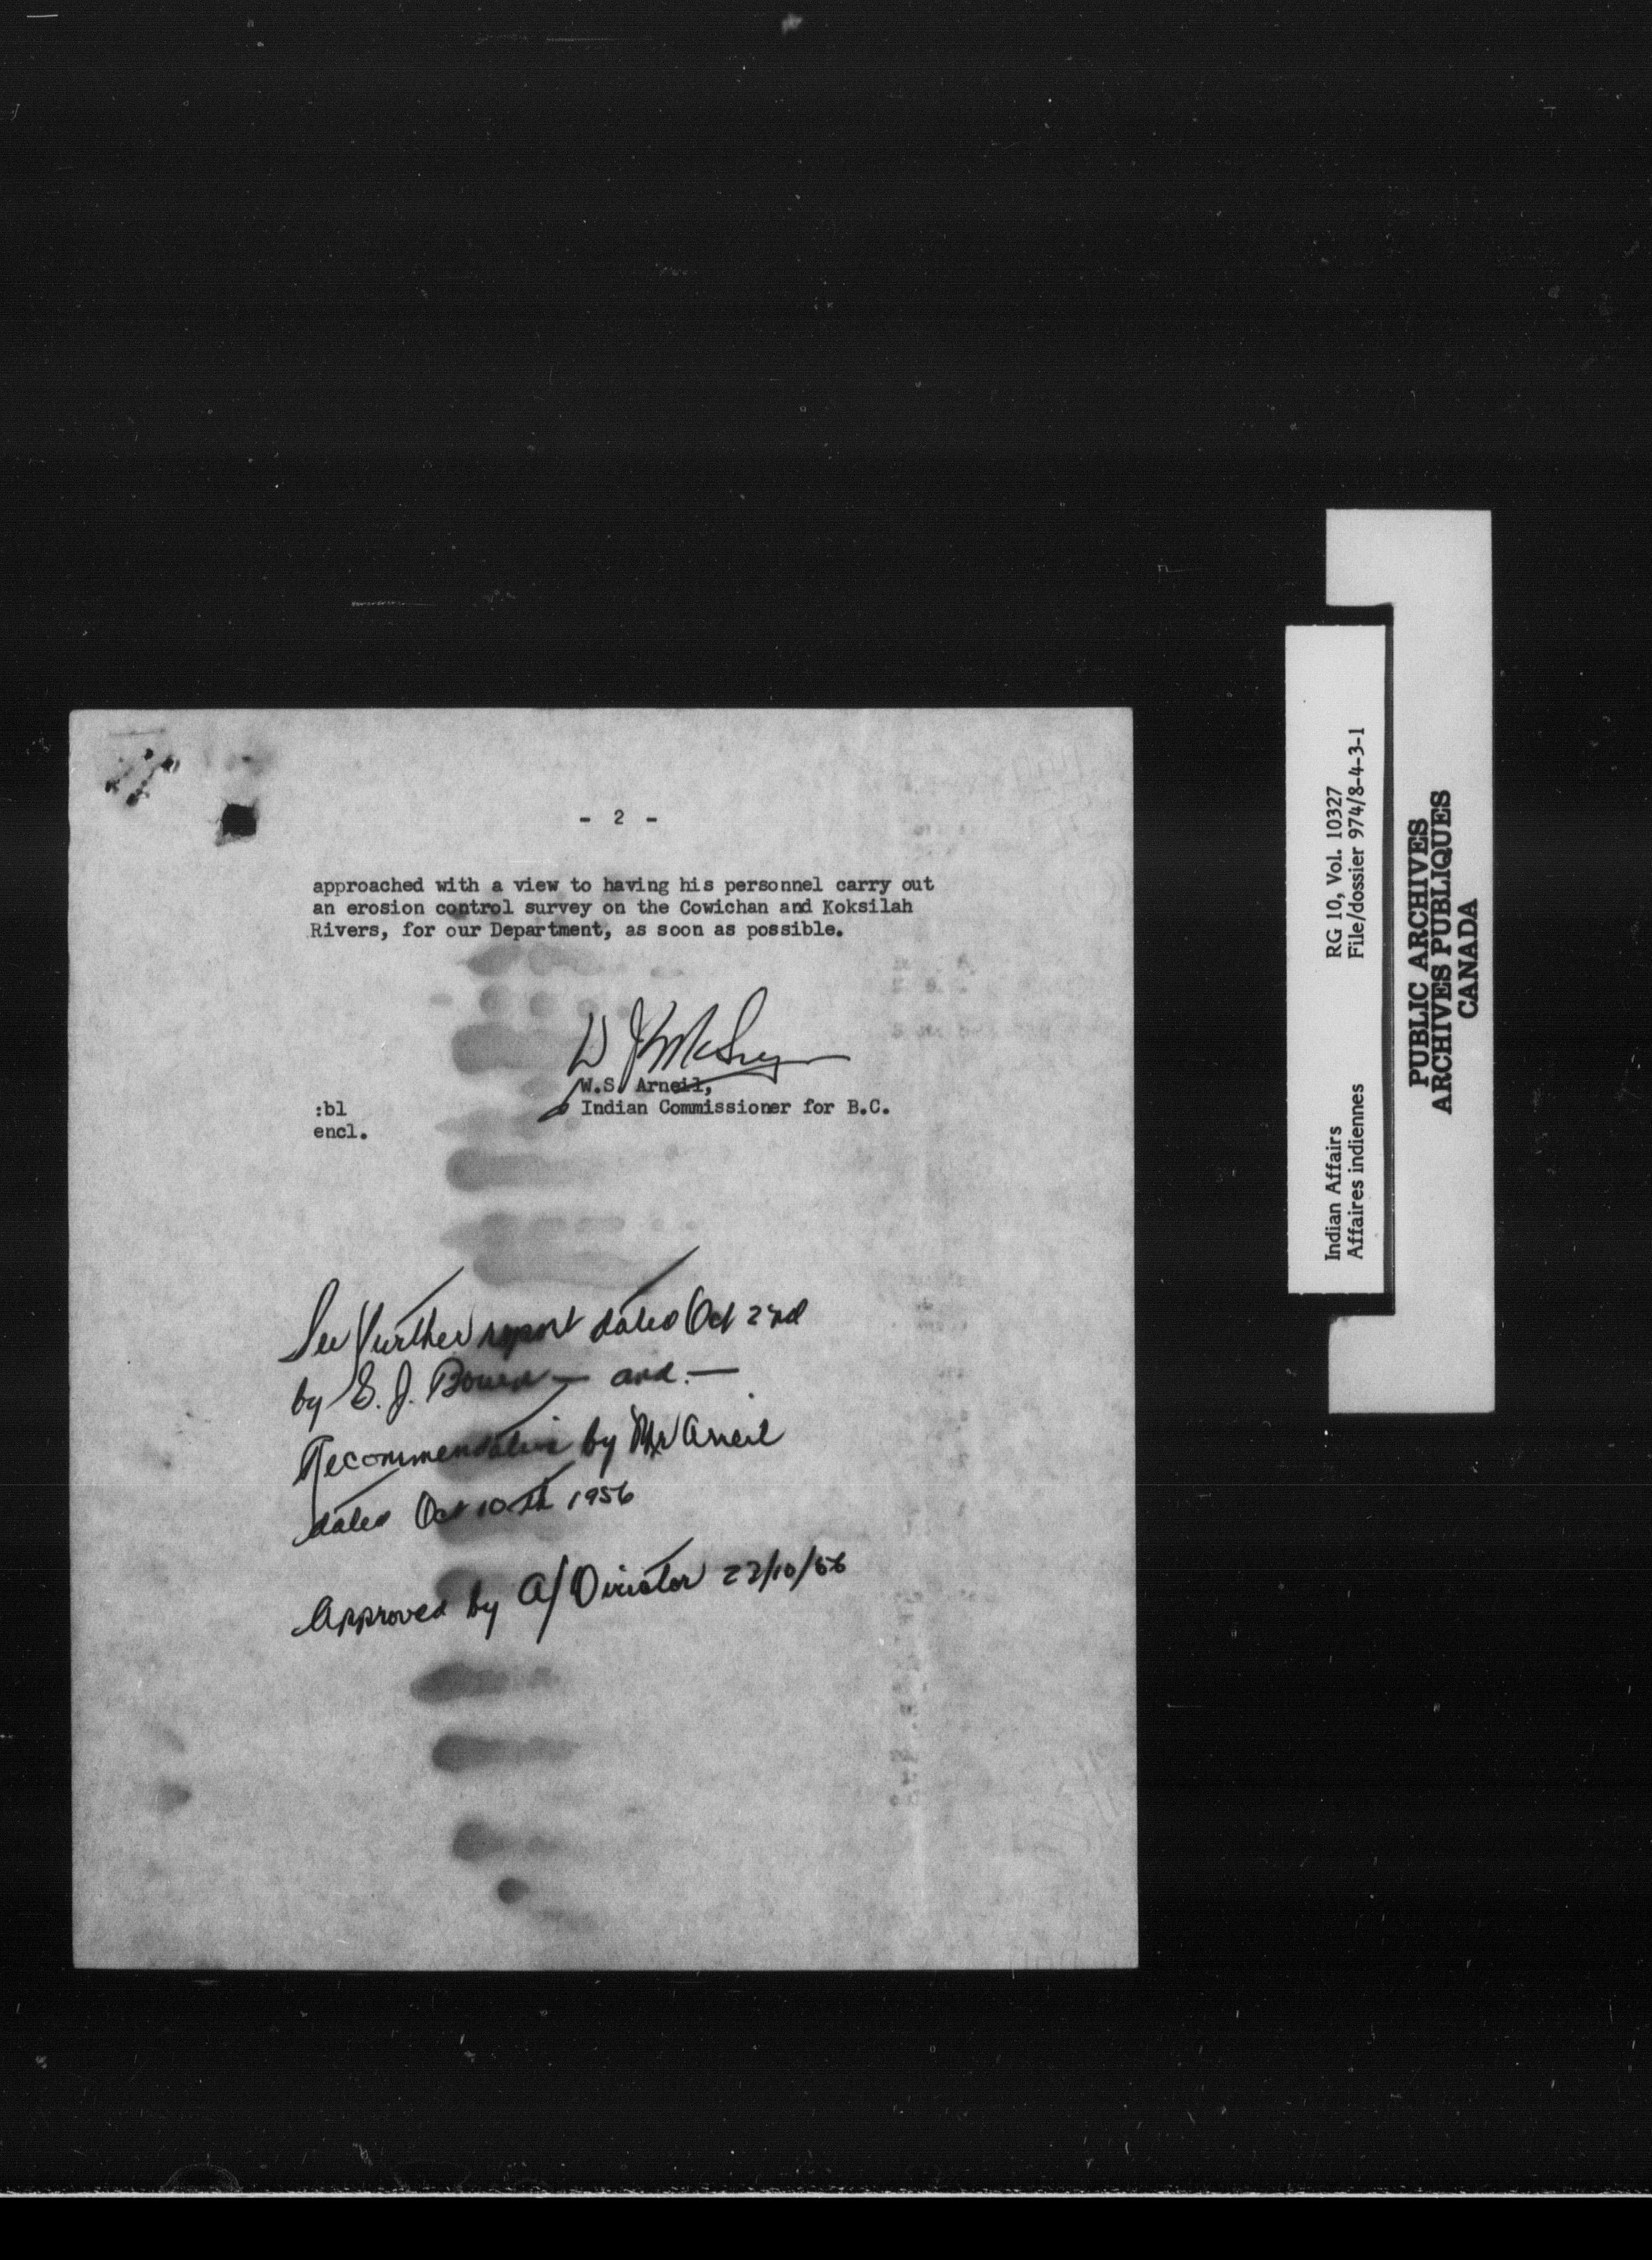 - 2 -
approached with a view to having his personnel carry out
an erosion control survey on the Cowichan and Koksilah
Rivers, for our Department, as soon as possible.
W.S. Arneil,
Indian Commissioner for B.C.
:bl
encl.
See further report dated Oct 22nd
by E. J. Bowen — and. —
Recommendation by Mr Arneil
dated Oct 10th 1956
Approved by A/Director 22/10/56
Indian Affairs RG 10, Vol. 10327
Affaires indiennes File/dossier 974/8-4-3-1
PUBLIC ARCHIVES
ARCHIVES PUBLIQUES
CANADA